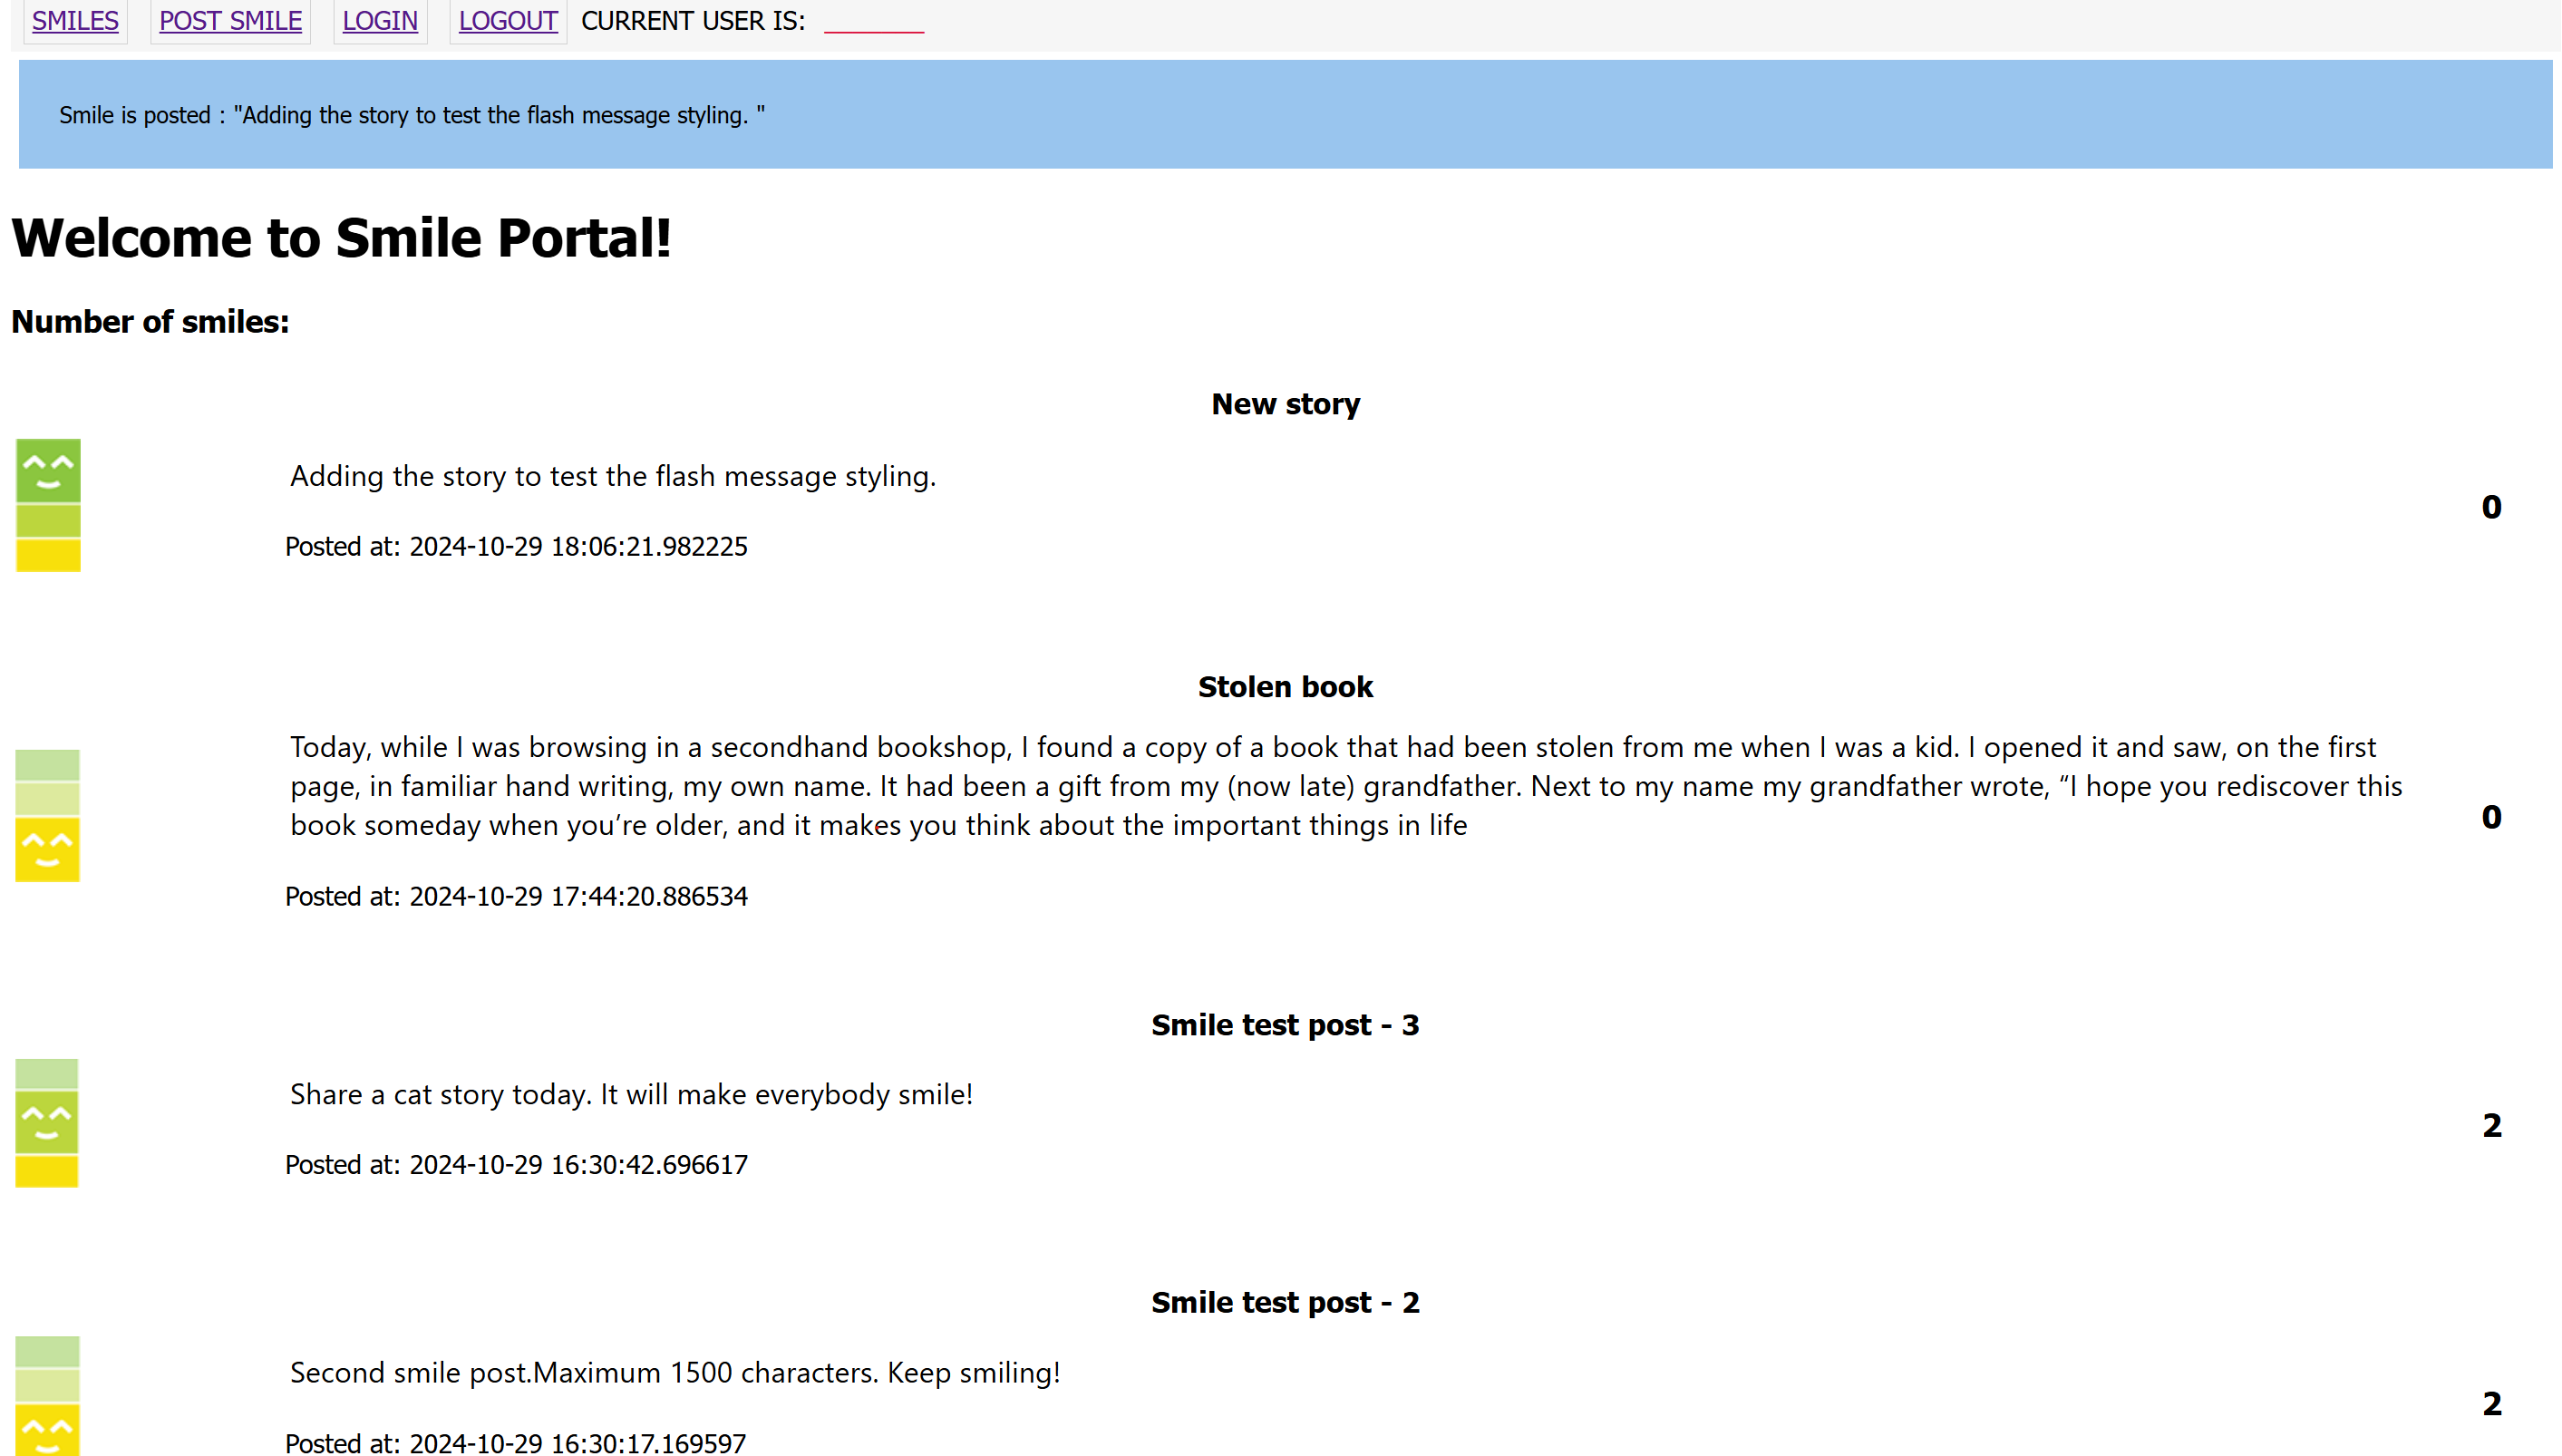 SMILES POST SMILE LOGIN LOGOUT CURRENT USER IS:
Smile is posted : "Adding the story to test the flash message styling. "
Welcome to Smile Portal!
Number of smiles:
New story
Adding the story to test the flash message styling.
0
Posted at: 2024-10-29 18:06:21.982225
Stolen book
Today, while I was browsing in a secondhand bookshop, I found a copy of a book that had been stolen from me when I was a kid. I opened it and saw, on the first
page, in familiar hand writing, my own name. It had been a gift from my (now late) grandfather. Next to my name my grandfather wrote, “I hope you rediscover this
book someday when you’re older, and it makes you think about the important things in life
0
Posted at: 2024-10-29 17:44:20.886534
Smile test post - 3
Share a cat story today. It will make everybody smile!
2
Posted at: 2024-10-29 16:30:42.696617
Smile test post - 2
Second smile post.Maximum 1500 characters. Keep smiling!
2
Posted at: 2024-10-29 16:30:17.169597